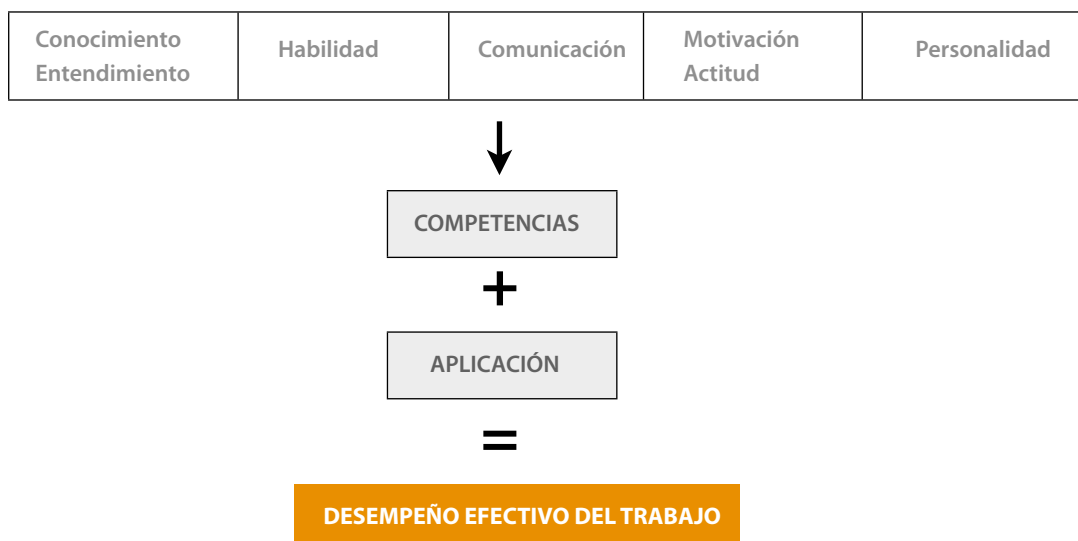 Conocimiento
Entendimiento
Habilidad
Comunicación
Motivación
Actitud
Personalidad
COMPETENCIAS
+
APLICACIÓN
=
DESEMPEÑO EFECTIVO DEL TRABAJO